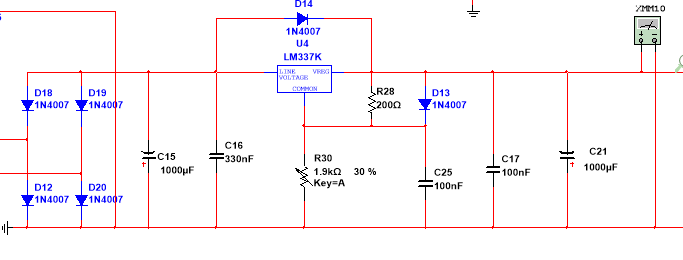 D14
1N4007
U4
LM337K
LINE VREG
VOLTAGE
COMMON
XMM10
D18
1N4007
D19
1N4007
R28
200Ω
D13
1N4007
C15
1000µF
C16
330nF
R30
1.9kΩ 30 %
Key=A
C25
100nF
C17
100nF
C21
1000µF
D12
1N4007
D20
1N4007